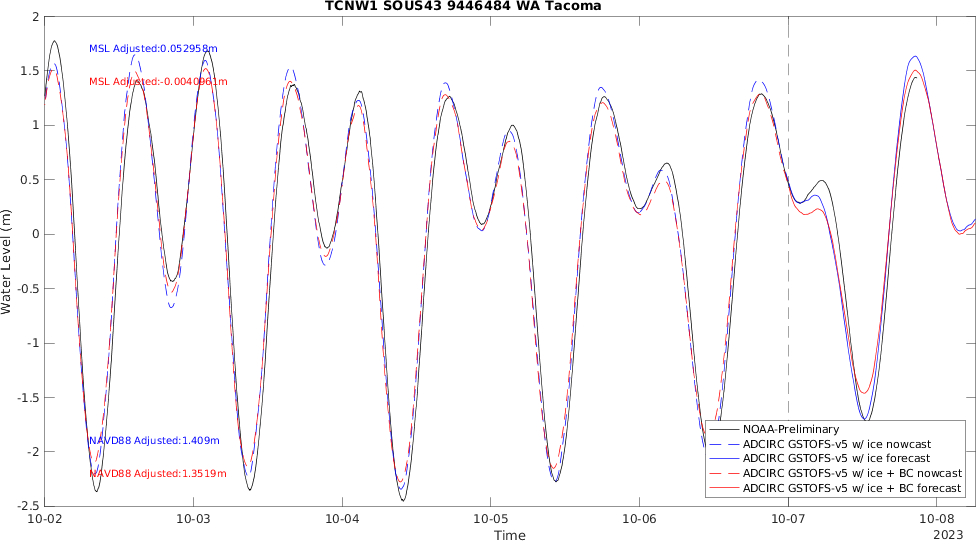 TCNW1 SOUS43 9446484 WA Tacoma
Water Level (m)
2
1.5
1
0.5
0
-0.5
-1
-1.5
-2
-2.5
MSL Adjusted:0.052958m
MSL Adjusted:-0.0040961m
NAVD88 Adjusted:1.409m
NAVD88 Adjusted:1.3519m
NOAA-Preliminary
ADCIRC GSTOFS-v5 w/ ice nowcast
ADCIRC GSTOFS-v5 w/ ice forecast
ADCIRC GSTOFS-v5 w/ ice + BC nowcast
ADCIRC GSTOFS-v5 w/ ice + BC forecast
10-02 10-03 10-04 10-05 10-06 10-07 10-08
Time
2023